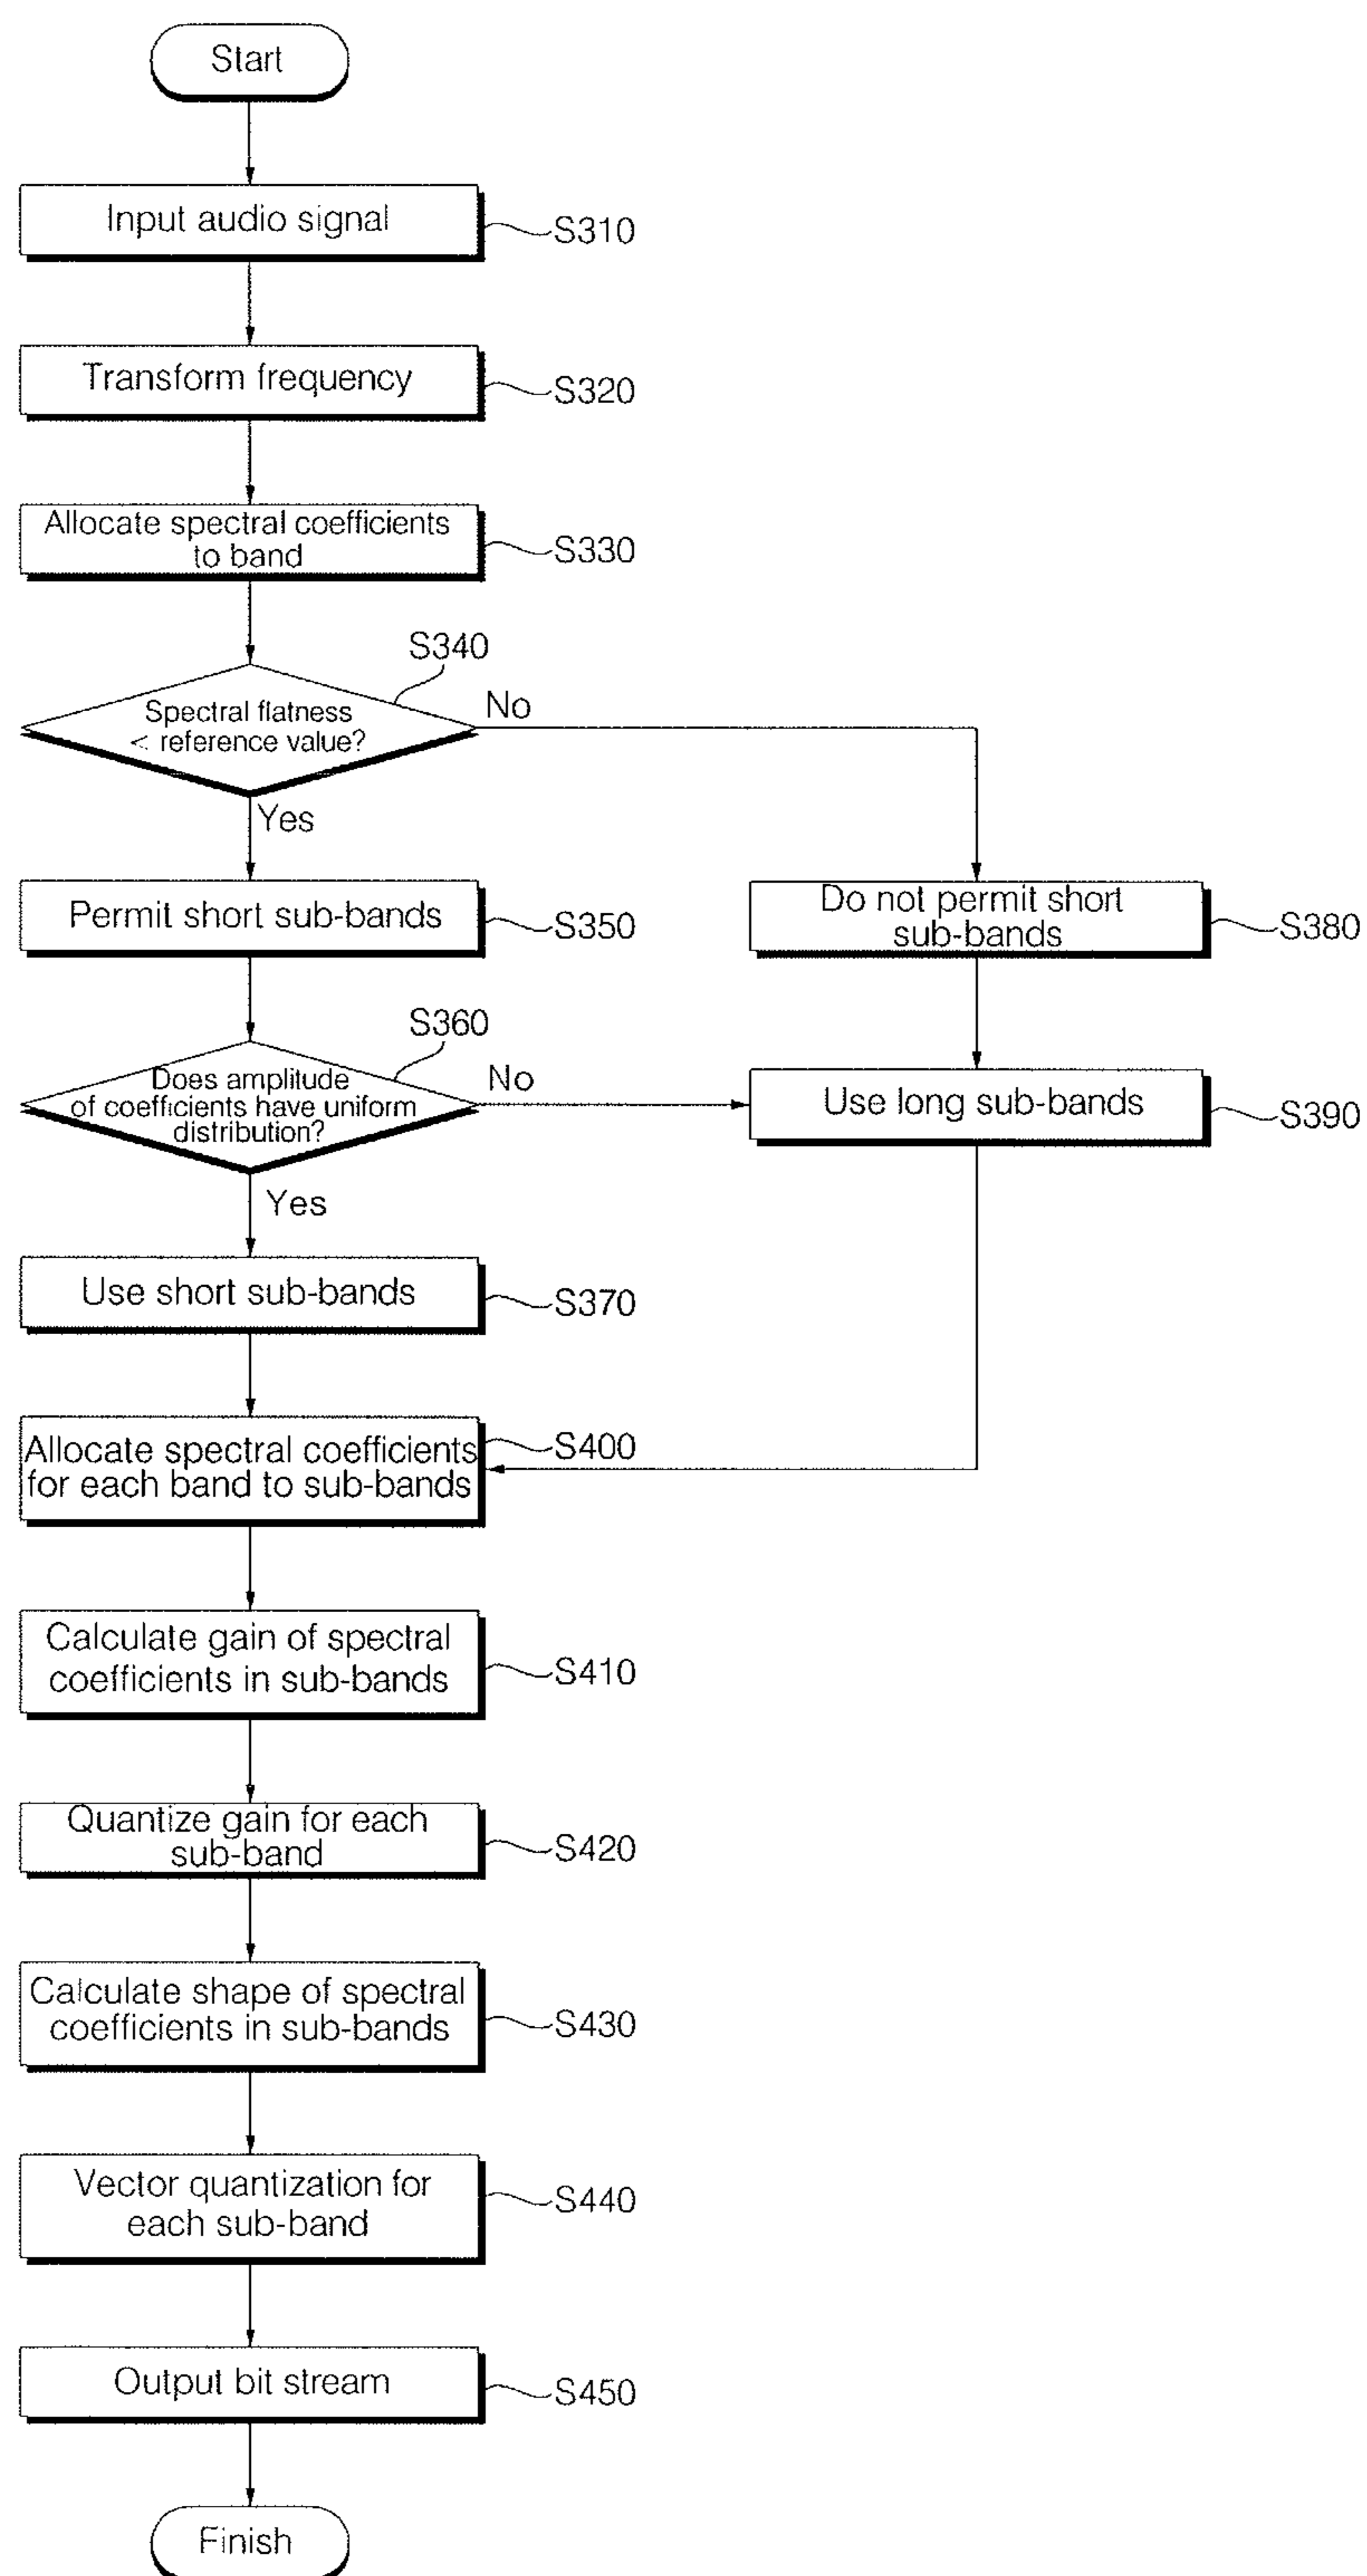 Start
Input audio signal
S310
Transform frequency
S320
Allocate spectral coefficients
to band
S330
S340
Spectral flatness
< reference value?
No
Yes
Permit short sub-bands
S350
Do not permit short
sub-bands
S380
S360
Does amplitude
of coefficients have uniform
distribution?
No
Use long sub-bands
S390
Yes
Use short sub-bands
S370
Allocate spectral coefficients
for each band to sub-bands
S400
Calculate gain of spectral
coefficients in sub-bands
S410
Quantize gain for each
sub-band
S420
Calculate shape of spectral
coefficients in sub-bands
S430
Vector quantization for
each sub-band
S440
Output bit stream
S450
Finish